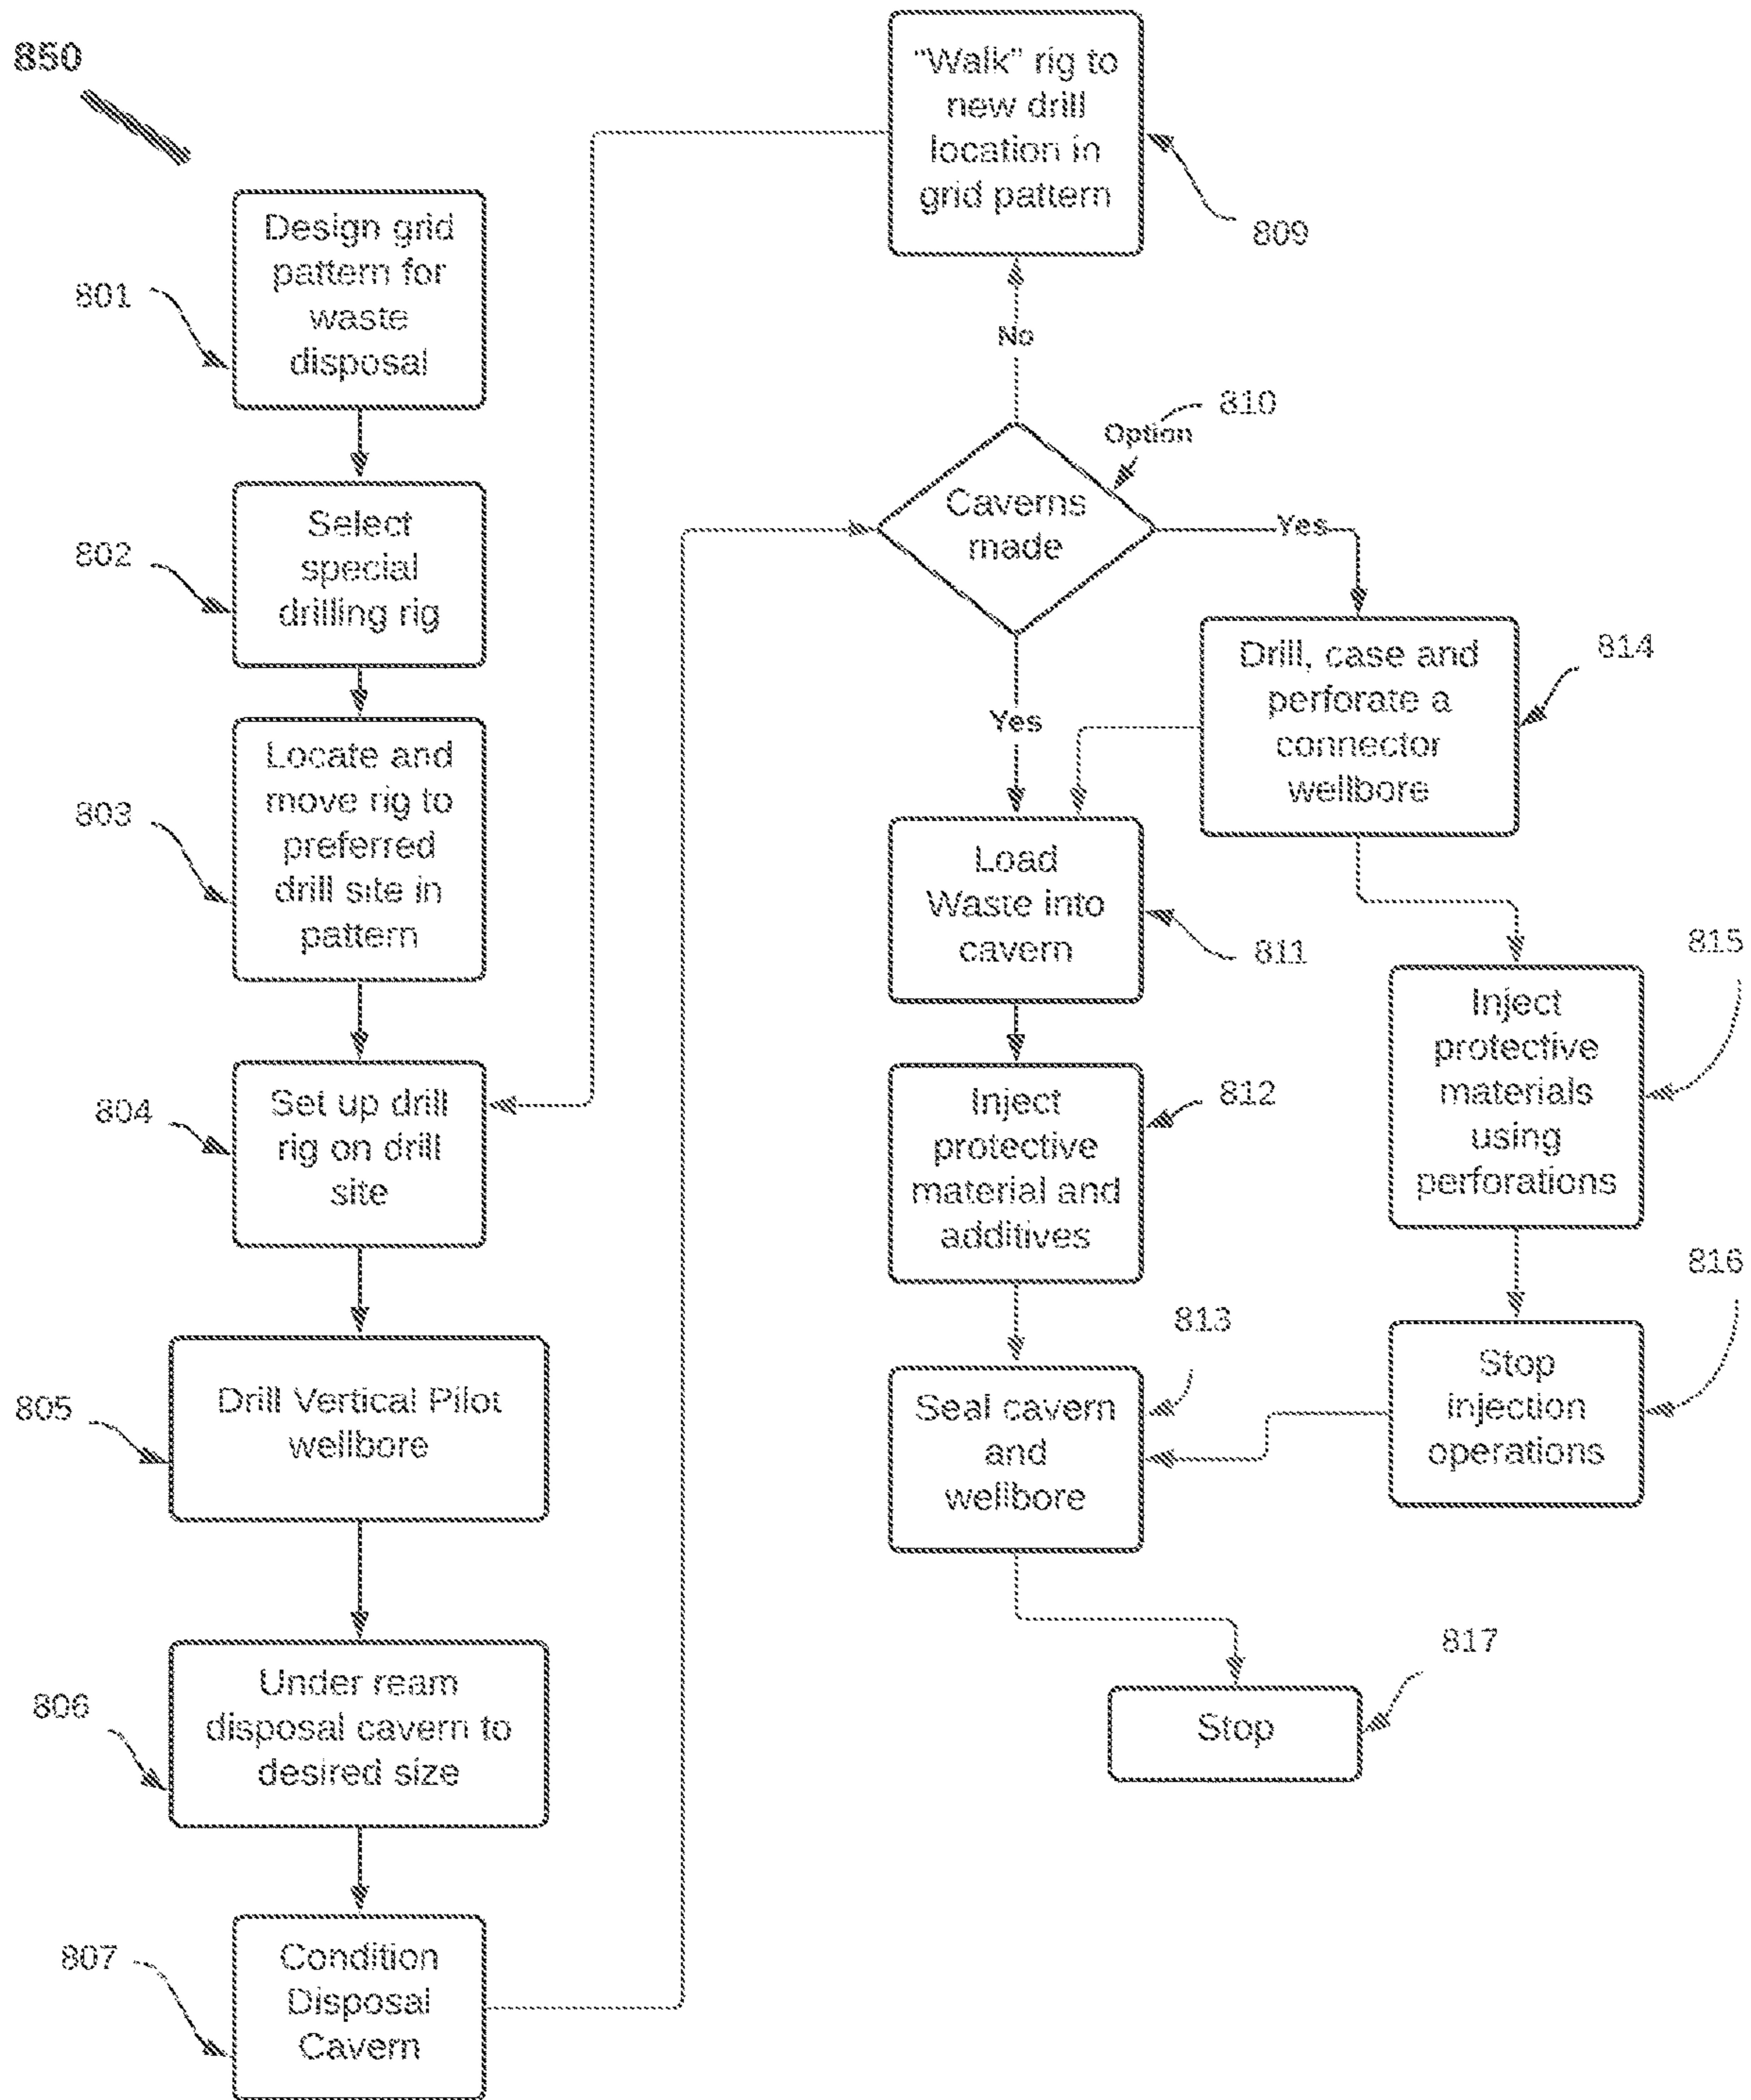 850
801
Design grid
pattern for
waste
disposal
802
Select
special
drilling rig
803
Locate and
move rig to
preferred
drill site in
pattern
804
Set up drill
rig on drill
site
805
Drill Vertical Pilot
wellbore
806
Under ream
disposal cavern to
desired size
807
Condition
Disposal
Cavern
"Walk" rig to
new drill
location in
grid pattern
809
No
810
Option
Caverns
made
Yes
Yes
Drill, case and
perforate a
connector
wellbore
814
Load
Waste into
cavern
811
Inject
protective
material and
additives
812
Inject
protective
materials
using
perforations
815
Seal cavern
and
wellbore
813
Stop
injection
operations
816
Stop
817